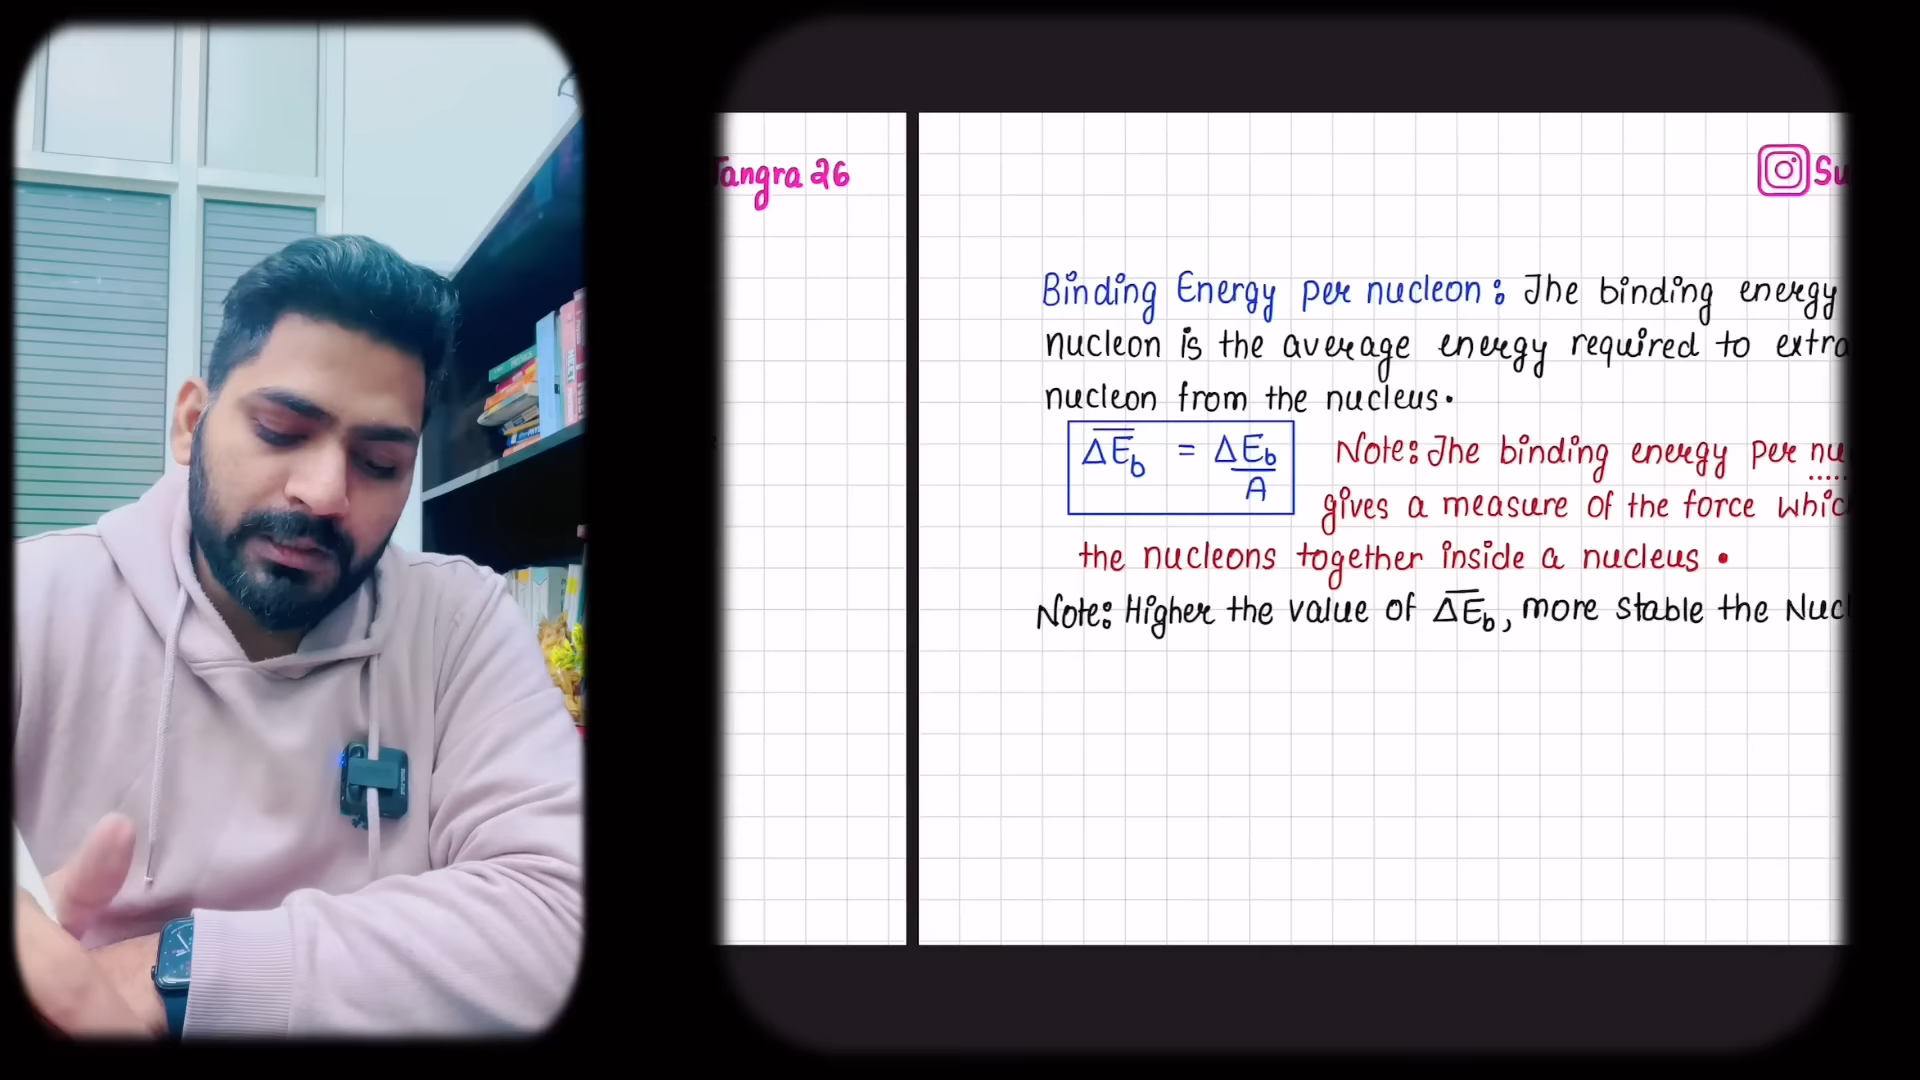 Tangra 26
Su
Binding Energy per nucleon: The binding energy
nucleon is the average energy required to extra
nucleon from the nucleus.
ΔE̅b = ΔEb/A
Note: The binding energy per nu
gives a measure of the force whic
the nucleons together inside a nucleus.
Note: Higher the value of ΔE̅b, more stable the Nucl